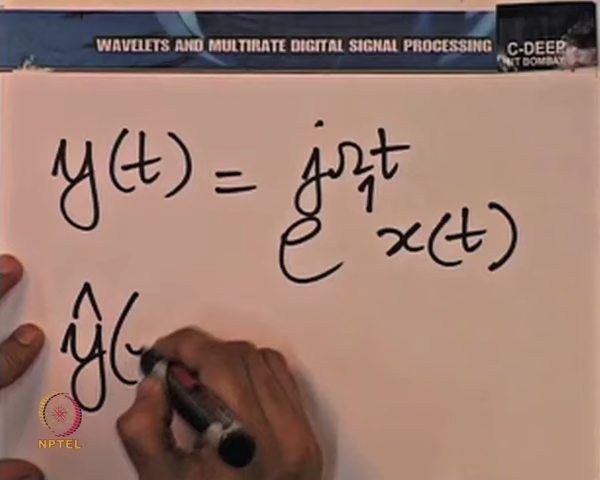 WAVELETS AND MULTIRATE DIGITAL SIGNAL PROCESSING
C-DEEP
IIT BOMBAY
y(t) = e^{jΩ₁t} x(t)
ŷ(
NPTEL